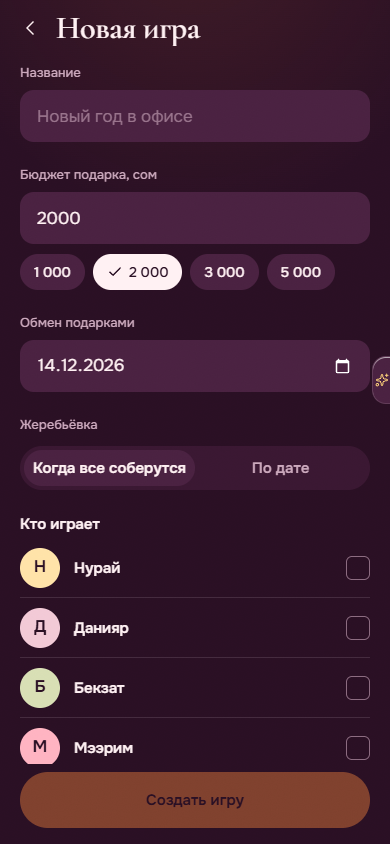 Новая игра
Название
Новый год в офисе
Бюджет подарка, сом
2000
1 000
2 000
3 000
5 000
Обмен подарками
14.12.2026
Жеребьёвка
Когда все соберутся
По дате
Кто играет
Н
Нурай
Д
Данияр
Б
Бекзат
М
Мээрим
Создать игру